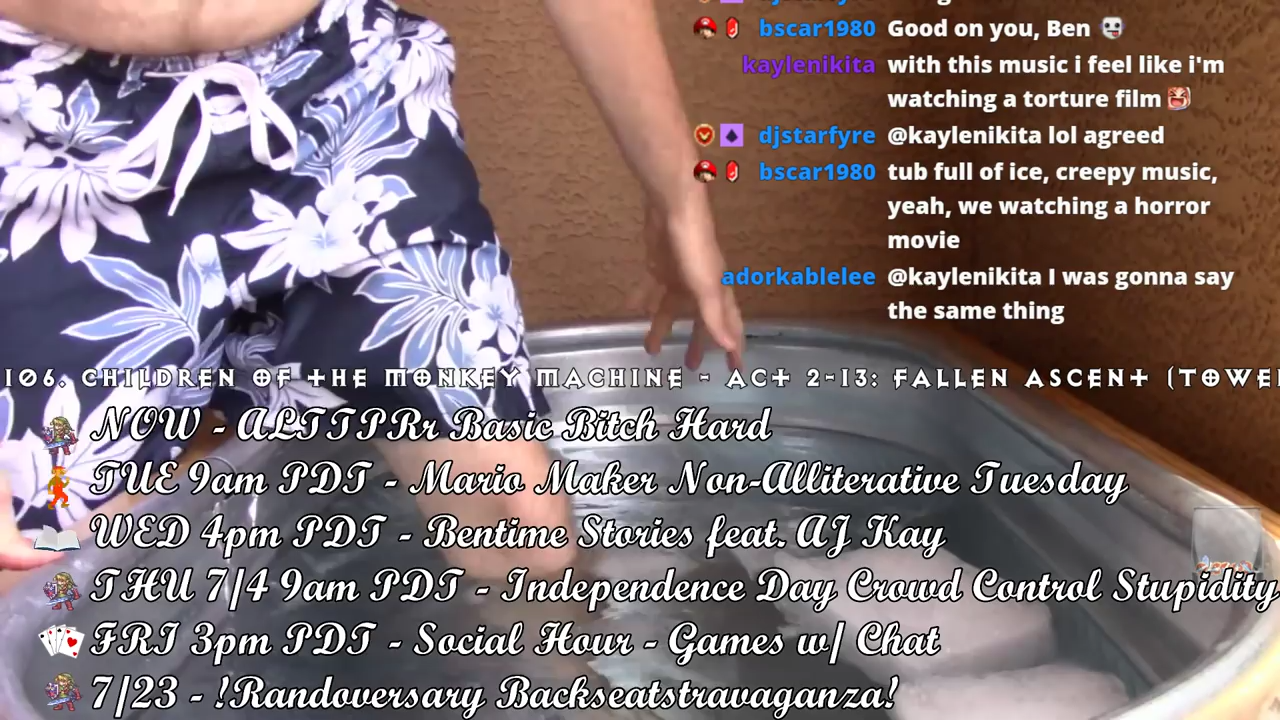 bscar1980 Good on you, Ben
kaylenikita with this music i feel like i'm
watching a torture film
djstarfyre @kaylenikita lol agreed
bscar1980 tub full of ice, creepy music,
yeah, we watching a horror
movie
adorkablelee @kaylenikita I was gonna say
the same thing
106. CHILDREN OF THE MONKEY MACHINE - ACT 2-13: FALLEN ASCENT (TOWE
NOW - ALTTPRr Basic Bitch Hard
TUE 9am PDT - Mario Maker Non-Alliterative Tuesday
WED 4pm PDT - Bentime Stories feat. AJ Kay
THU 7/4 9am PDT - Independence Day Crowd Control Stupidity
FRI 3pm PDT - Social Hour - Games w/ Chat
7/23 - !Randoversary Backseatstravaganza!